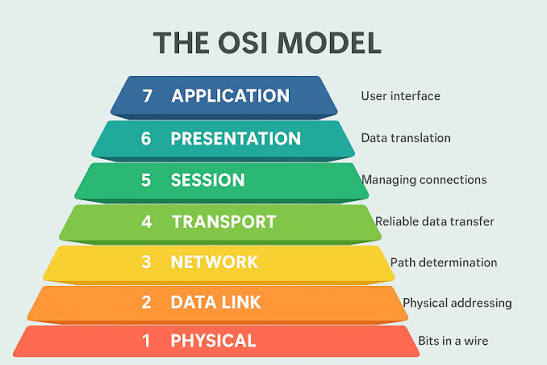 THE OSI MODEL
7 APPLICATION User interface
6 PRESENTATION Data translation
5 SESSION Managing connections
4 TRANSPORT Reliable data transfer
3 NETWORK Path determination
2 DATA LINK Physical addressing
1 PHYSICAL Bits in a wire